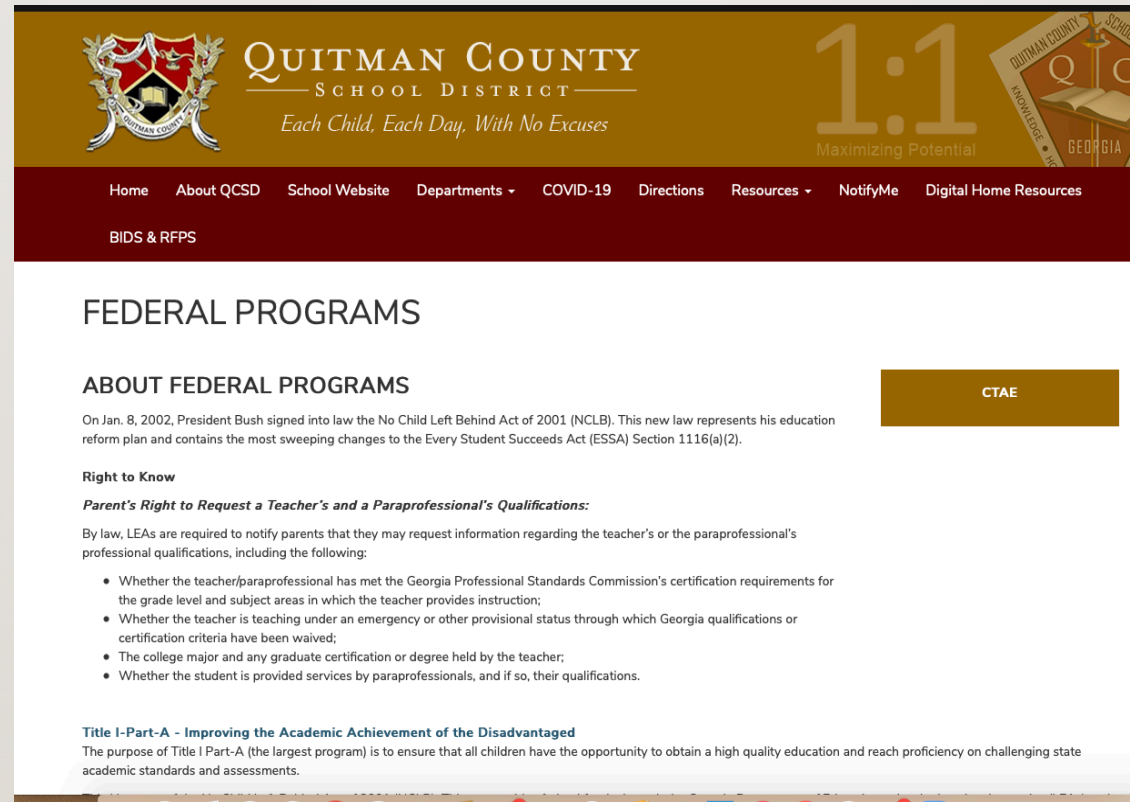 QUITMAN COUNTY
SCHOOL DISTRICT
Each Child, Each Day, With No Excuses
QUITMAN COUNTY
1:1
Maximizing Potential
QUITMAN COUNTY
Q C
KNOWLEDGE
GEORGIA
Home About QCSD School Website Departments COVID-19 Directions Resources NotifyMe Digital Home Resources
BIDS & RFPS
FEDERAL PROGRAMS
ABOUT FEDERAL PROGRAMS
CTAE
On Jan. 8, 2002, President Bush signed into law the No Child Left Behind Act of 2001 (NCLB). This new law represents his education
reform plan and contains the most sweeping changes to the Every Student Succeeds Act (ESSA) Section 1116(a)(2).
Right to Know
Parent's Right to Request a Teacher's and a Paraprofessional's Qualifications:
By law, LEAs are required to notify parents that they may request information regarding the teacher's or the paraprofessional's
professional qualifications, including the following:
• Whether the teacher/paraprofessional has met the Georgia Professional Standards Commission's certification requirements for
the grade level and subject areas in which the teacher provides instruction;
• Whether the teacher is teaching under an emergency or other provisional status through which Georgia qualifications or
certification criteria have been waived;
• The college major and any graduate certification or degree held by the teacher;
• Whether the student is provided services by paraprofessionals, and if so, their qualifications.
Title I-Part-A - Improving the Academic Achievement of the Disadvantaged
The purpose of Title I Part-A (the largest program) is to ensure that all children have the opportunity to obtain a high quality education and reach proficiency on challenging state
academic standards and assessments.